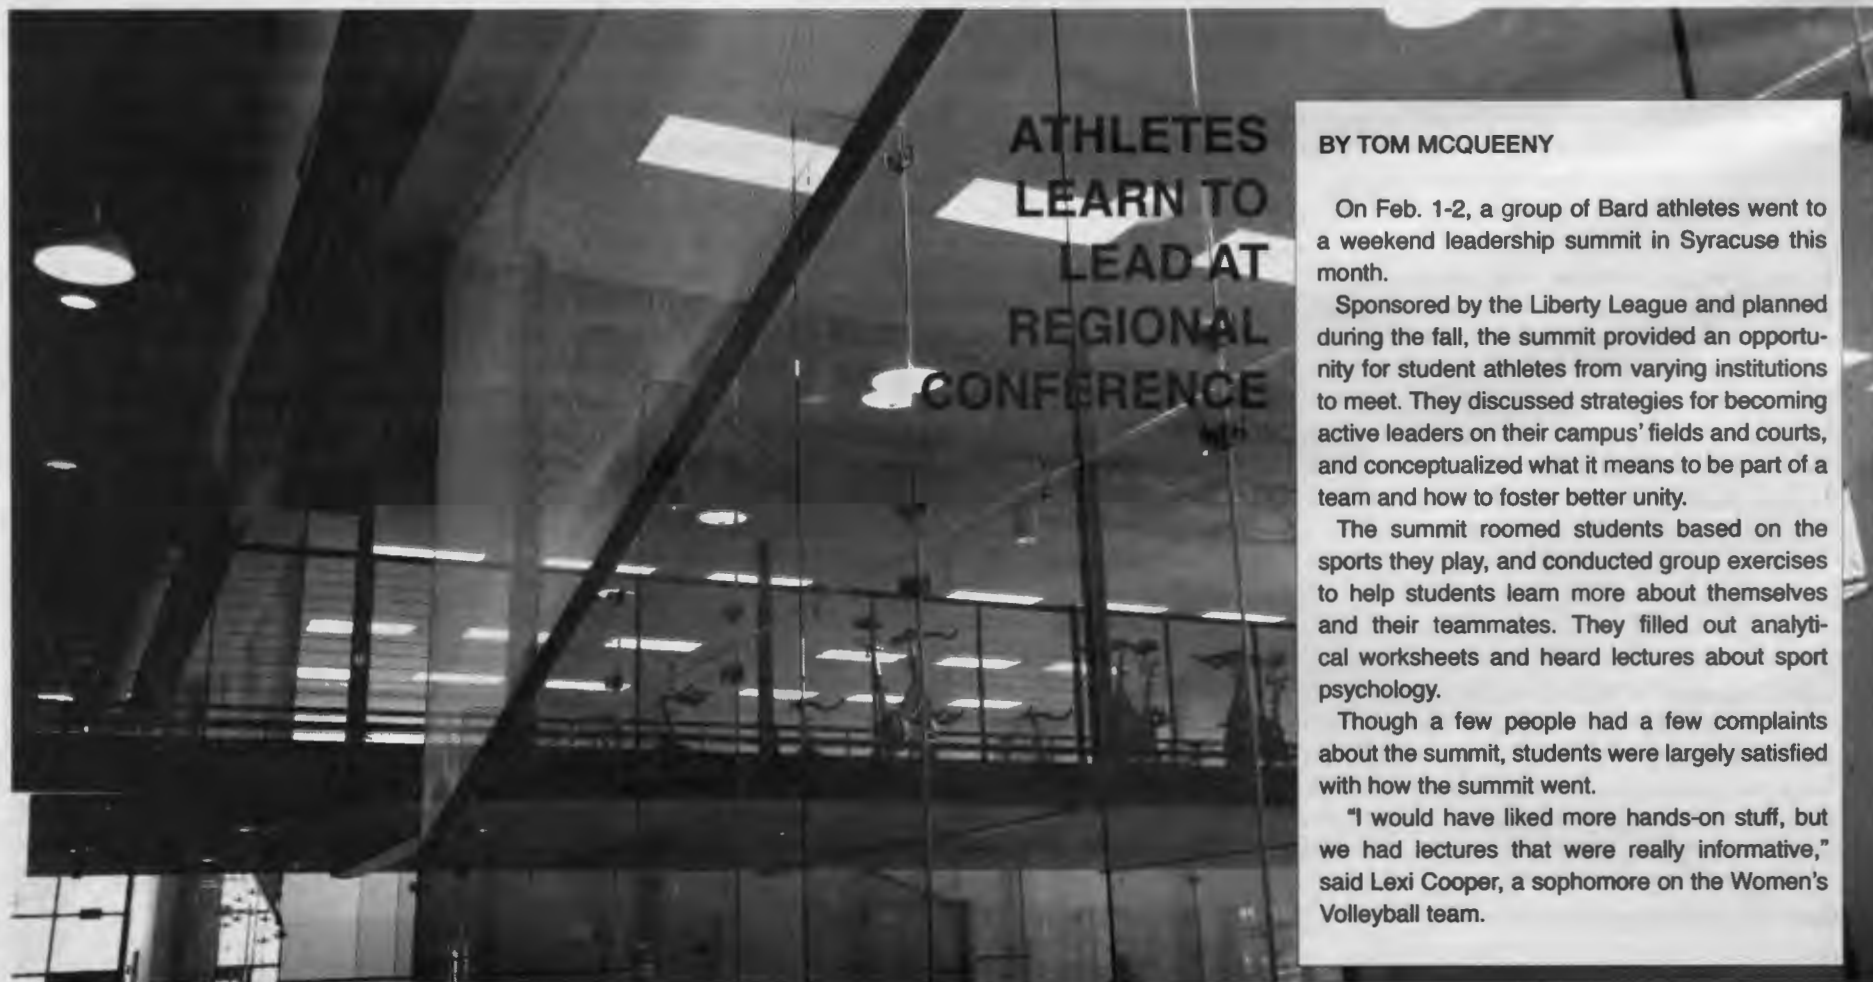 ATHLETES
LEARN TO
LEAD AT
REGIONAL
CONFERENCE
BY TOM MCQUEENY
On Feb. 1-2, a group of Bard athletes went to
a weekend leadership summit in Syracuse this
month.
Sponsored by the Liberty League and planned
during the fall, the summit provided an opportu-
nity for student athletes from varying institutions
to meet. They discussed strategies for becoming
active leaders on their campus' fields and courts,
and conceptualized what it means to be part of a
team and how to foster better unity.
The summit roomed students based on the
sports they play, and conducted group exercises
to help students learn more about themselves
and their teammates. They filled out analyti-
cal worksheets and heard lectures about sport
psychology.
Though a few people had a few complaints
about the summit, students were largely satisfied
with how the summit went.
"I would have liked more hands-on stuff, but
we had lectures that were really informative,"
said Lexi Cooper, a sophomore on the Women's
Volleyball team.